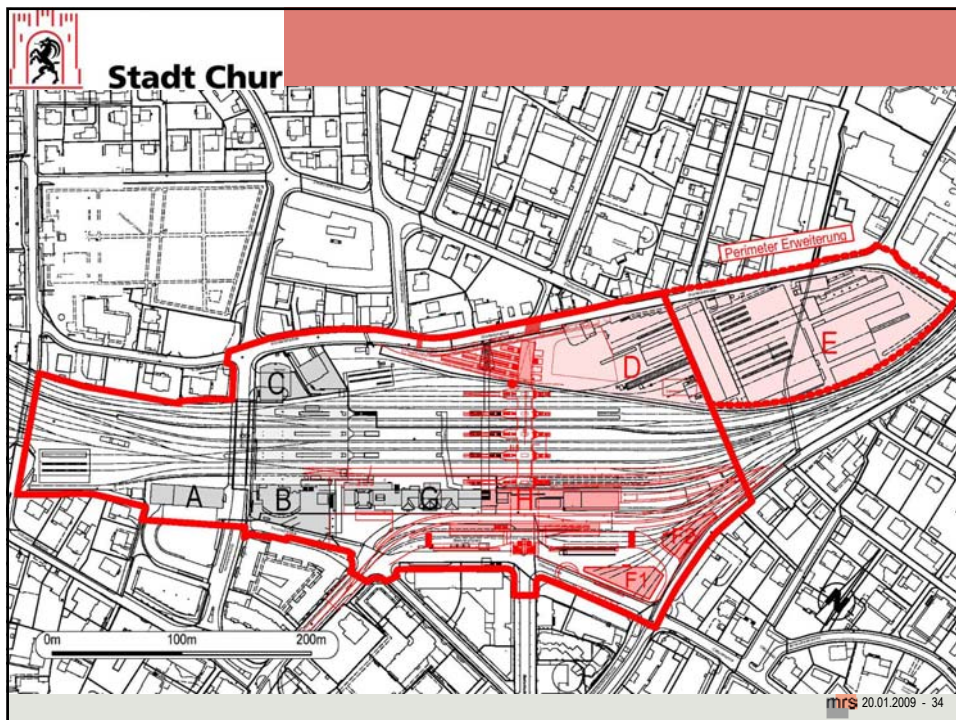 Stadt Chur
Perimeter Erweiterung
E
D
C
A
B
G
H
F2
F1
N
0m 100m 200m
mrs 20.01.2009 - 34